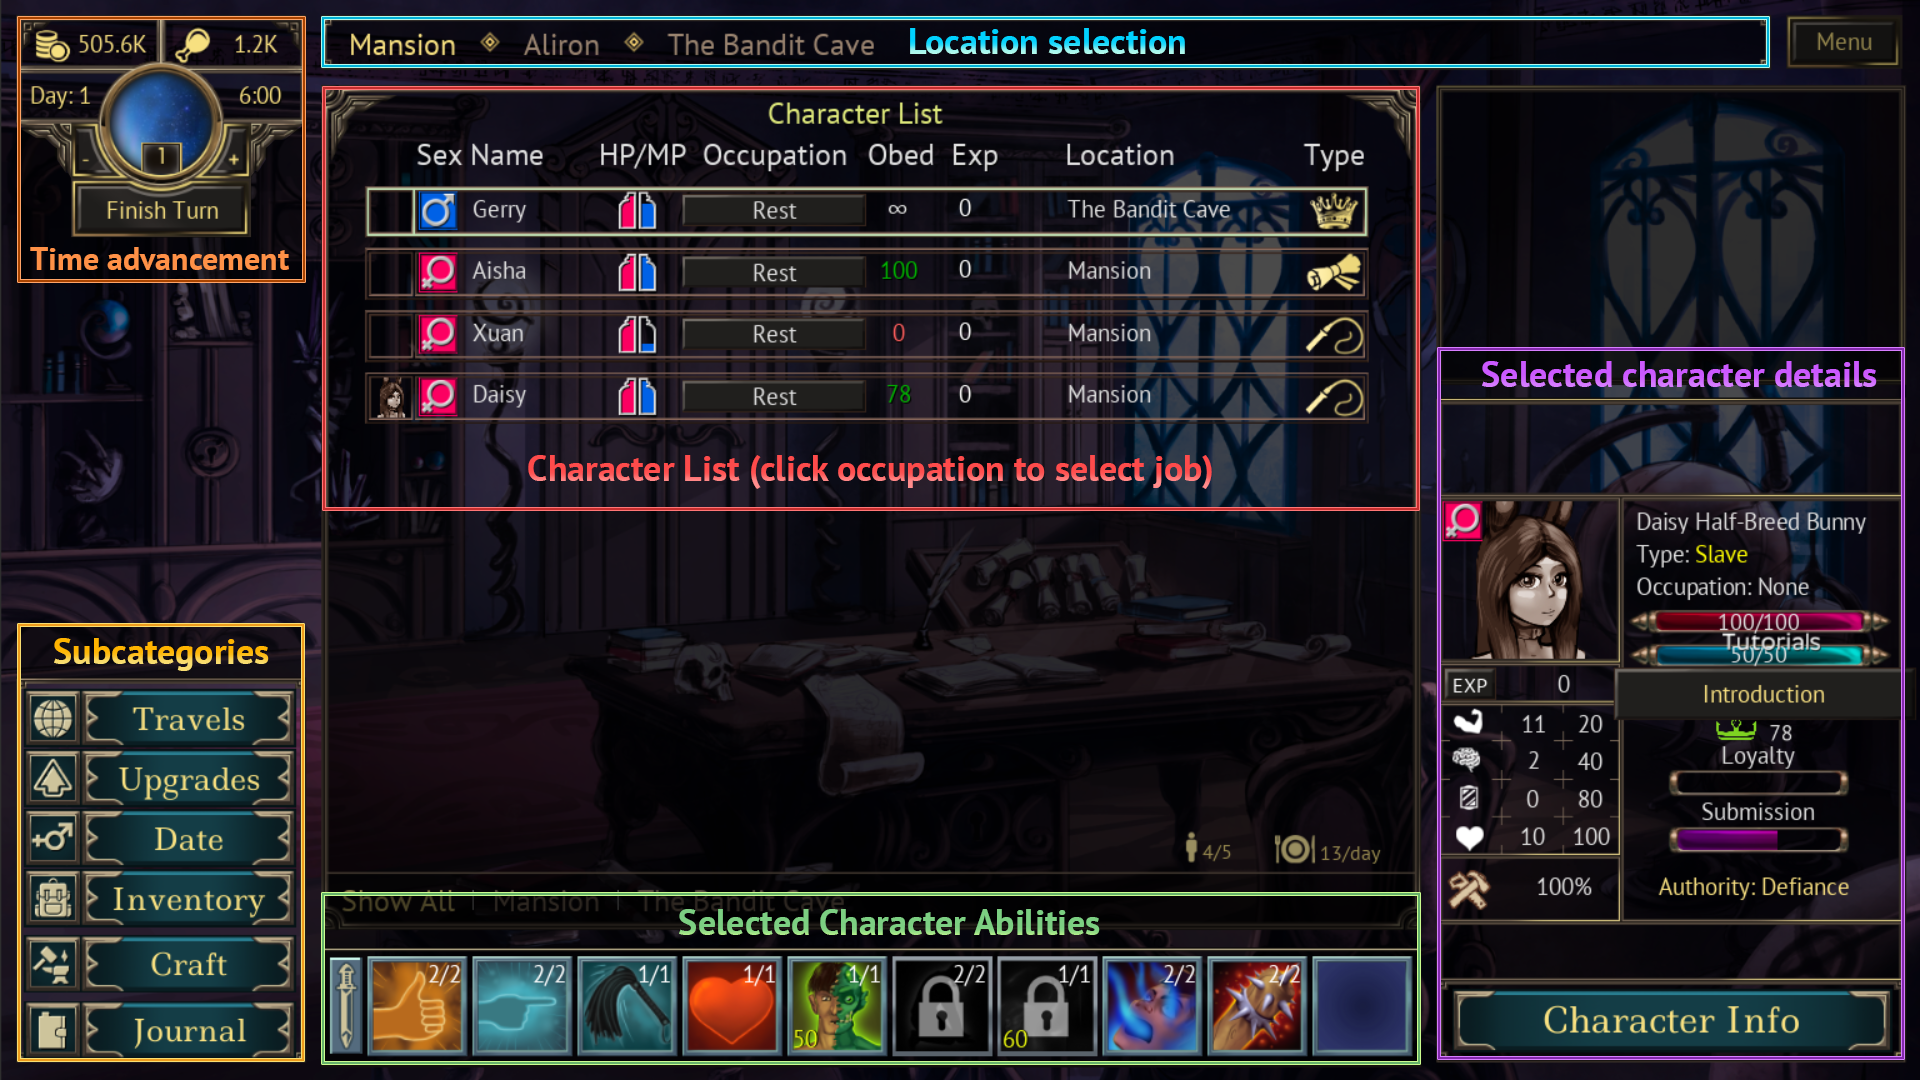 505.6K 1.2K
Day: 1 6:00
- 1 +
Finish Turn
Time advancement
Mansion Aliron The Bandit Cave Location selection
Menu
Character List
Sex Name HP/MP Occupation Obed Exp Location Type
Gerry Rest ∞ 0 The Bandit Cave
Aisha Rest 100 0 Mansion
Xuan Rest 0 0 Mansion
Daisy Rest 78 0 Mansion
Character List (click occupation to select job)
4/5 13/day
Show All Mansion The Bandit Cave
Selected Character Abilities
2/2 2/2 1/1 1/1 1/1 2/2 1/1 2/2 2/2
50 60
Subcategories
Travels
Upgrades
Date
Inventory
Craft
Journal
Selected character details
Daisy Half-Breed Bunny
Type: Slave
Occupation: None
100/100
Tutorials
50/50
EXP 0
Introduction
11 20
78
2 40
Loyalty
0 80
Submission
10 100
100%
Authority: Defiance
Character Info